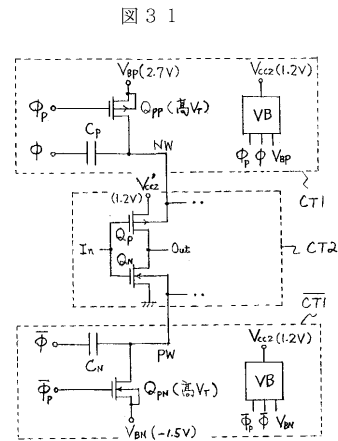 図31
V_BP(2.7V)
V_CC2(1.2V)
Φ_P
Q_PP(高V_T)
VB
C_P
Φ
NW
Φ_P Φ V_BP
CT1
V_CC2'
(1.2V)
Q_P
In
Out
CT2
Q_N
C̅T̅1̅
Φ̅
C_N
PW
V_CC2(1.2V)
Φ̅_P
Q_PN(高V_T)
VB
Φ̅_P Φ̅ V_BN
V_BN(-1.5V)